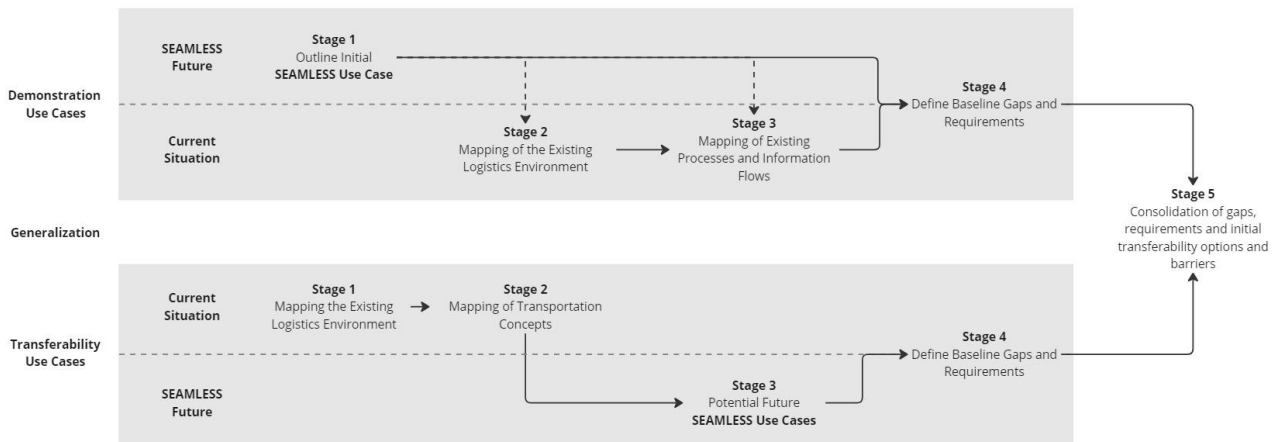 SEAMLESS
Future
Stage 1
Outline Initial
SEAMLESS Use Case
Demonstration
Use Cases
Stage 4
Define Baseline Gaps and
Requirements
Current
Situation
Stage 2
Mapping of the Existing
Logistics Environment
Stage 3
Mapping of Existing
Processes and Information
Flows
Generalization
Stage 5
Consolidation of gaps,
requirements and initial
transferability options and
barriers
Current
Situation
Stage 1
Mapping the Existing
Logistics Environment
Stage 2
Mapping of Transportation
Concepts
Transferability
Use Cases
Stage 4
Define Baseline Gaps and
Requirements
SEAMLESS
Future
Stage 3
Potential Future
SEAMLESS Use Cases